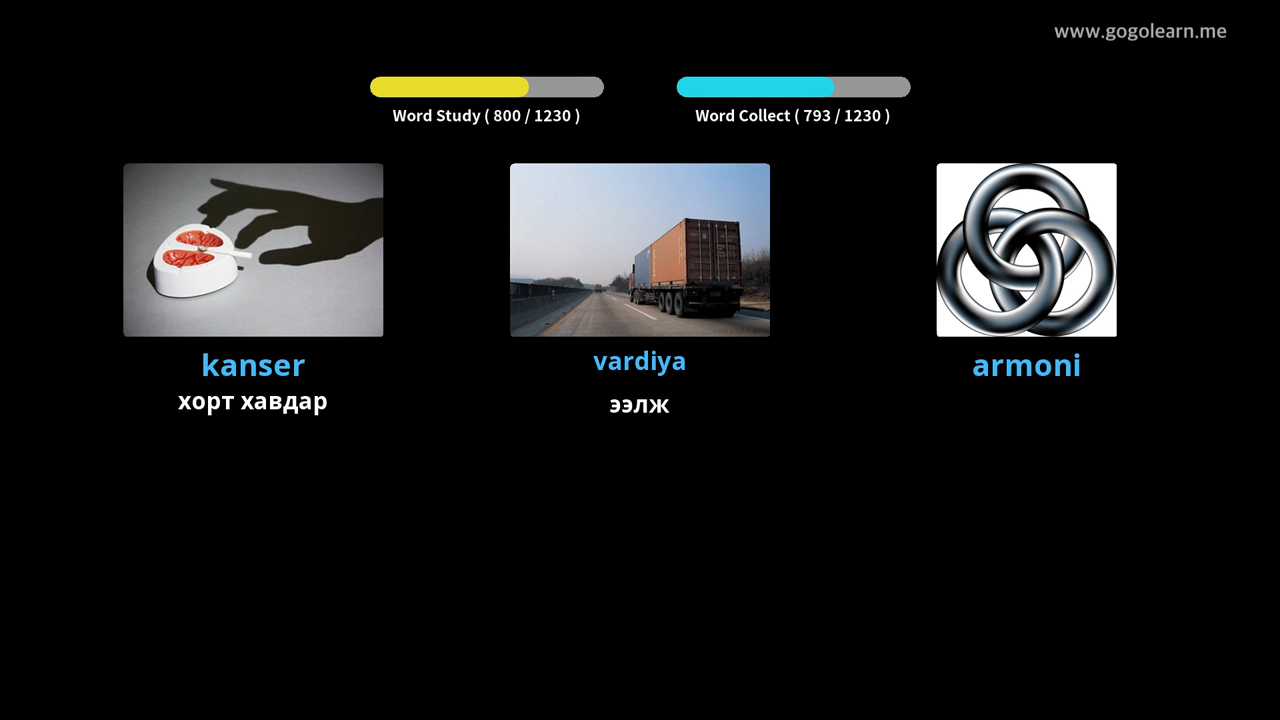 www.gogolearn.me
Word Study ( 800 / 1230 )
Word Collect ( 793 / 1230 )
kanser
хорт хавдар
vardiya
ээлж
armoni